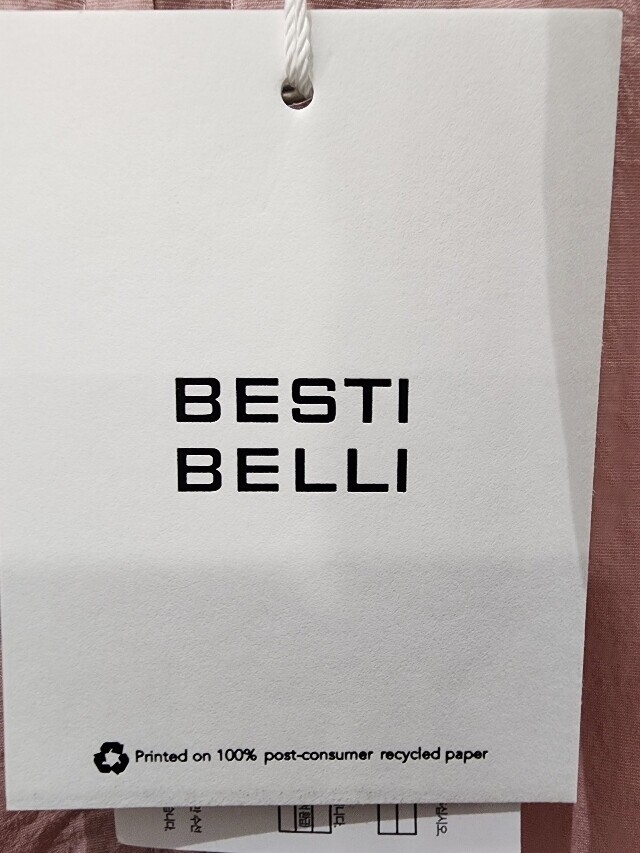 BESTI
BELLI
Printed on 100% post-consumer recycled paper